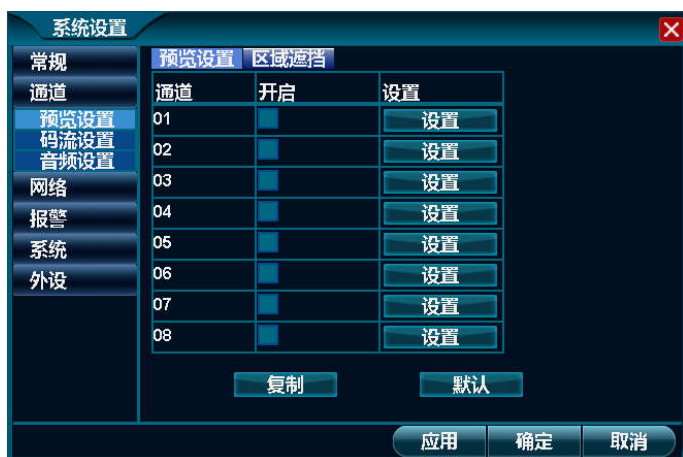 系统设置
常规
通道
预览设置
码流设置
音频设置
网络
报警
系统
外设
预览设置 区域遮挡
通道 开启 设置
01 设置
02 设置
03 设置
04 设置
05 设置
06 设置
07 设置
08 设置
复制 默认
应用 确定 取消